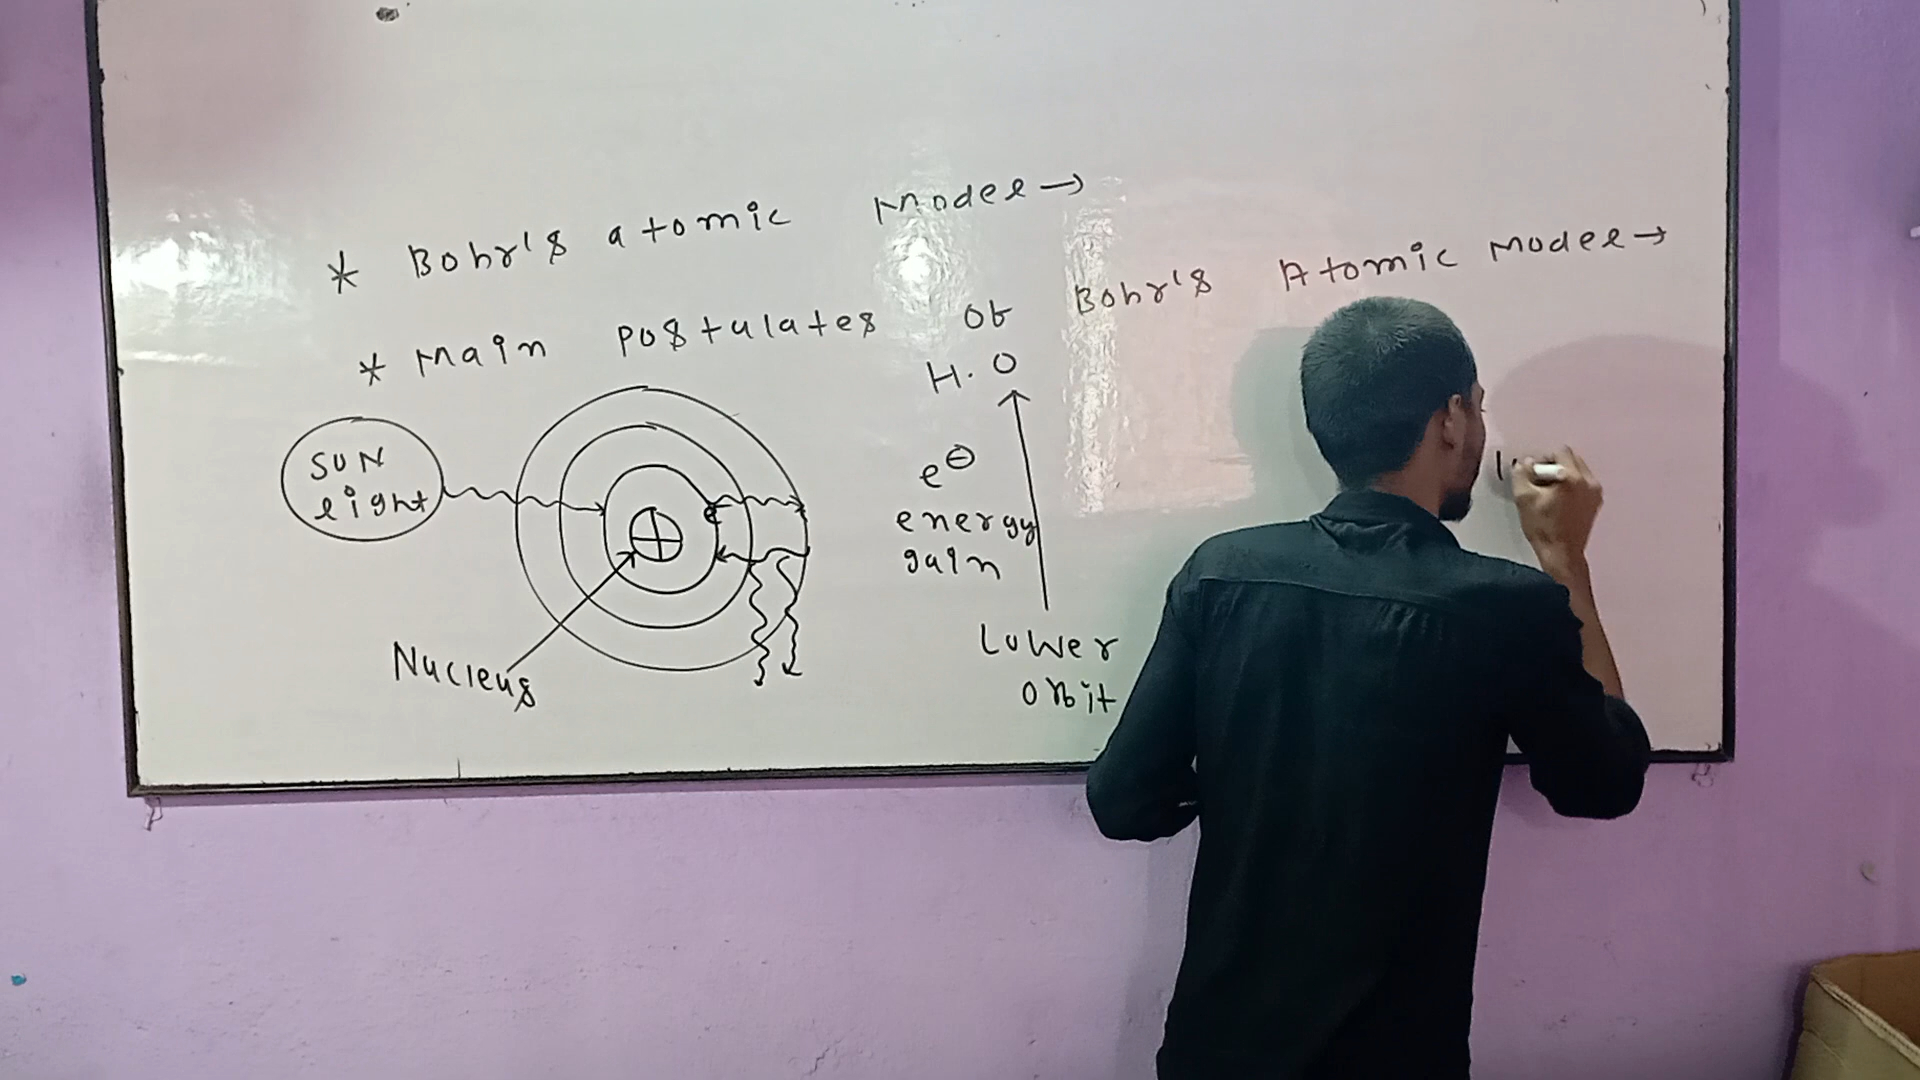 * Bohr's atomic Model →
* Main Postulates Of Bohr's Atomic Model →
SUN
light
e
Nucleus
H.O
e⊖
energy
gain
Lower
orbit